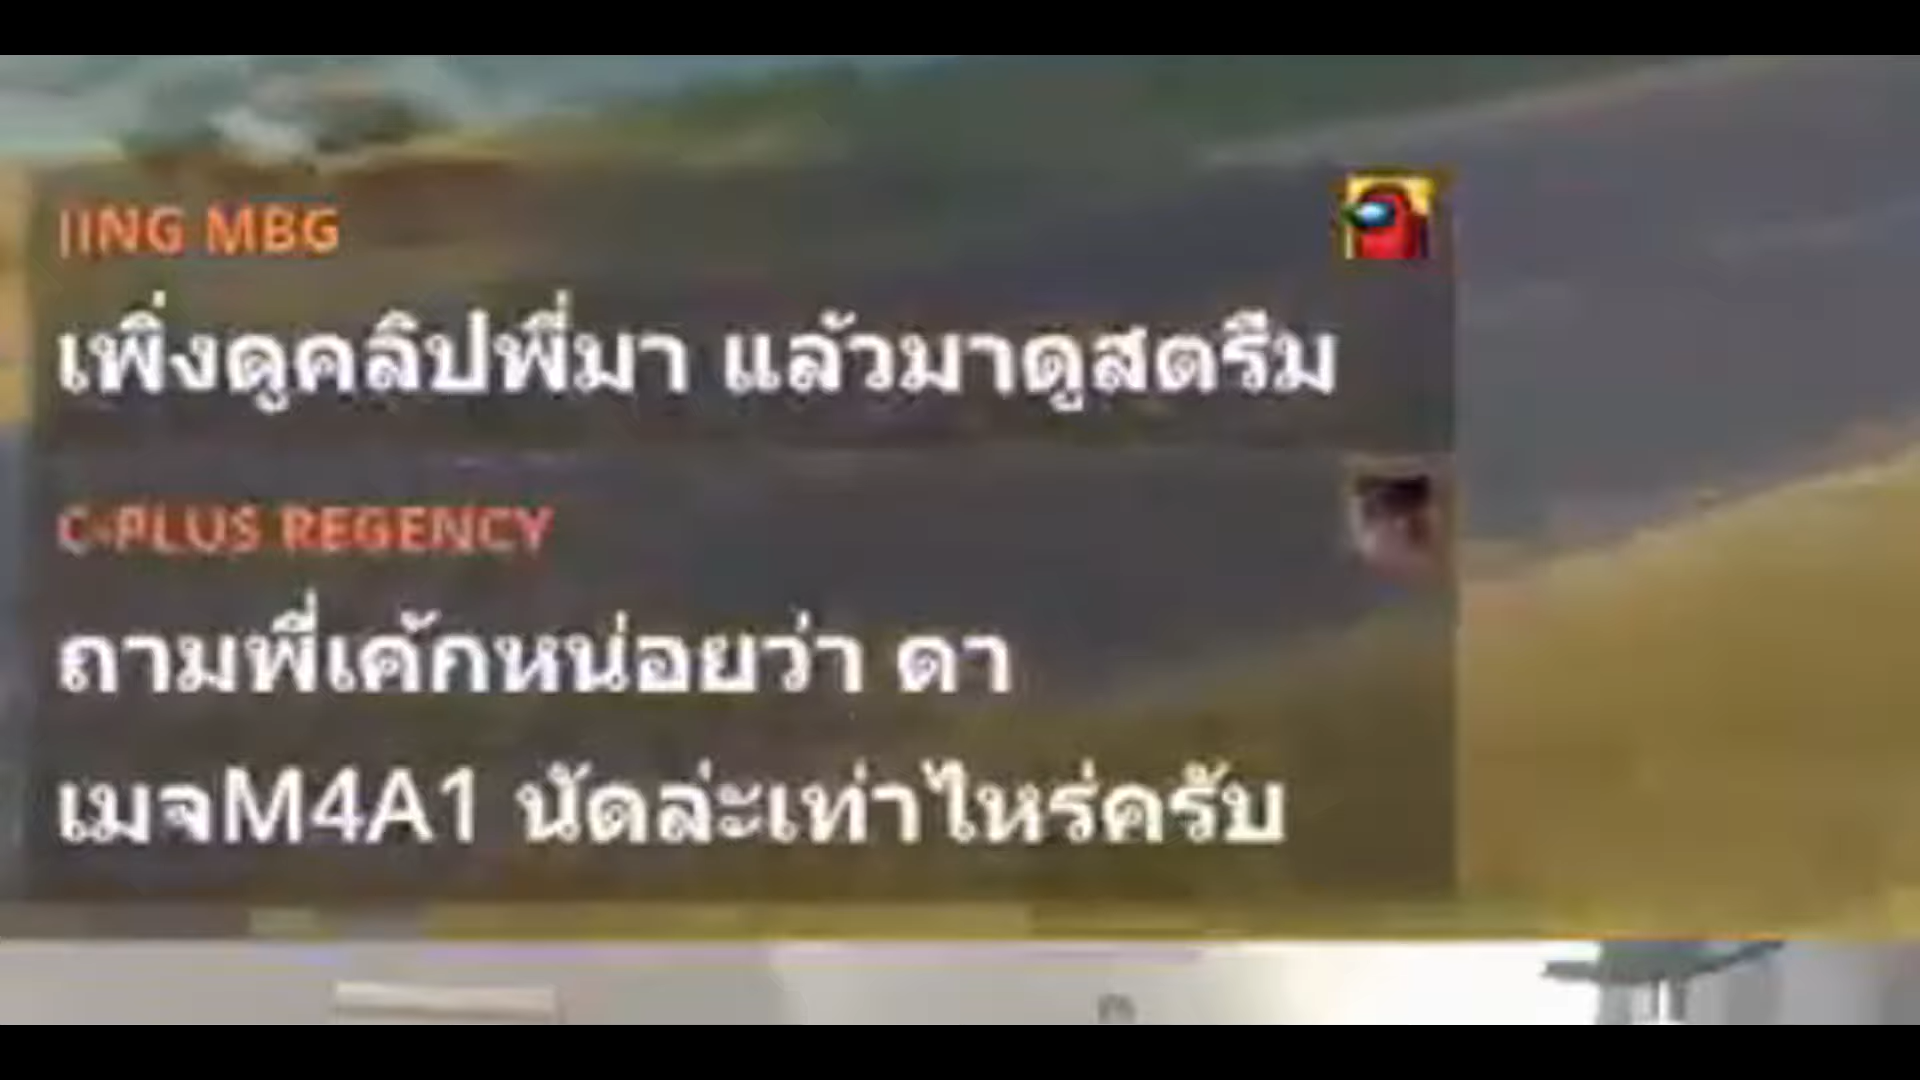 JING MBG
เพิ่งดูคลิปพี่มา แล้วมาดูสตรีม
C-PLUS REGENCY
ถามพี่เค้กหน่อยว่า ดา
เมจM4A1 นัดล่ะเท่าไหร่ครับ